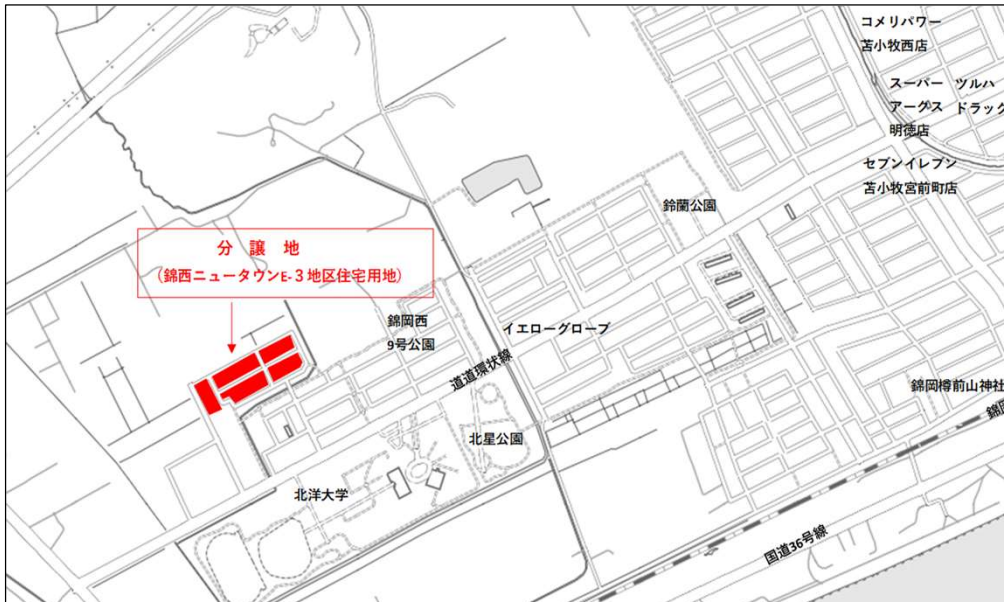 コメリパワー
苫小牧西店
スーパー
アークス
明徳店
ツルハ
ドラッグ
セブンイレブン
苫小牧宮前町店
鈴蘭公園
分 譲 地
(錦西ニュータウンE-3地区住宅用地)
錦岡西
9号公園
イエローグローブ
道道環状線
錦岡樽前山神社
錦岡
北星公園
北洋大学
国道36号線